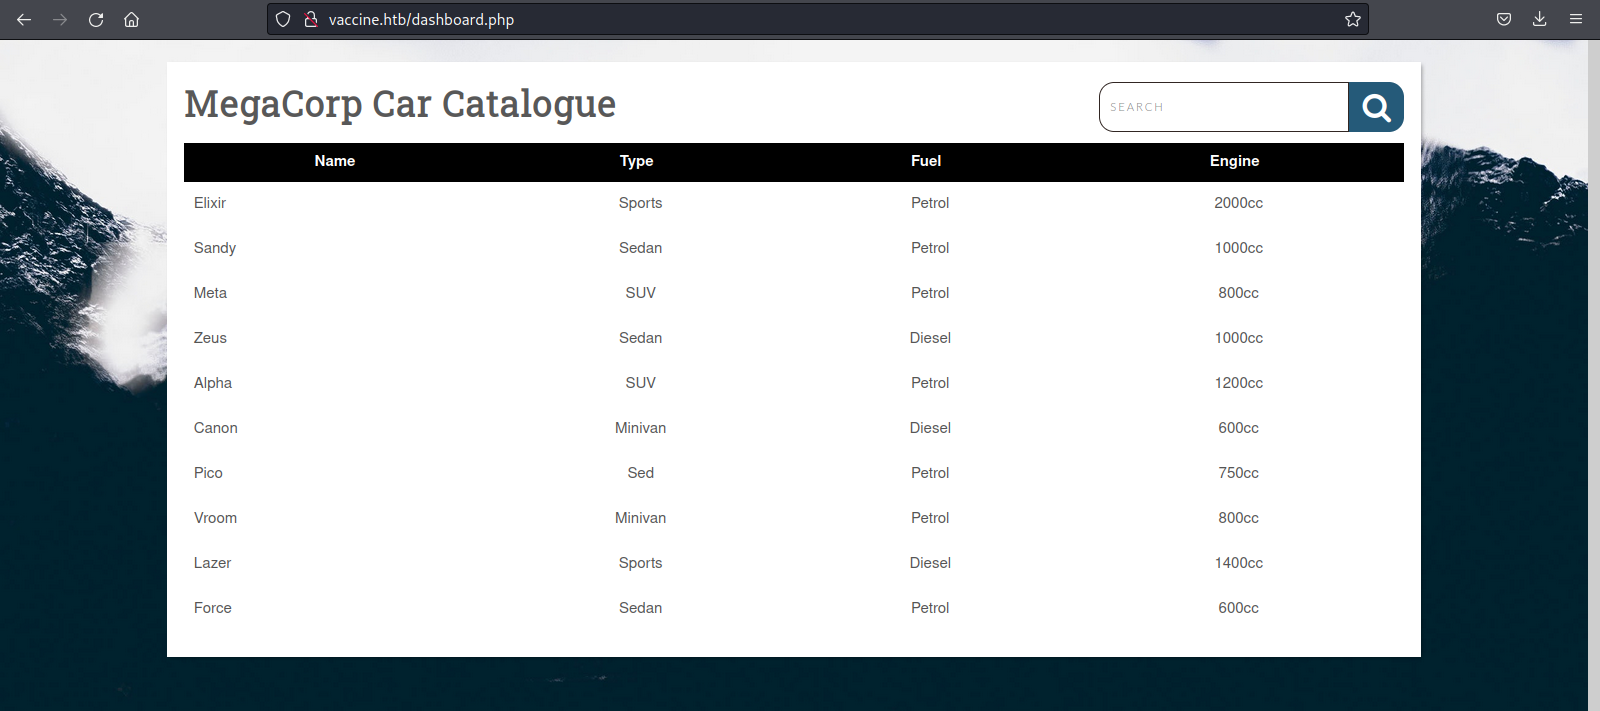 vaccine.htb/dashboard.php
MegaCorp Car Catalogue
SEARCH
Name Type Fuel Engine
Elixir Sports Petrol 2000cc
Sandy Sedan Petrol 1000cc
Meta SUV Petrol 800cc
Zeus Sedan Diesel 1000cc
Alpha SUV Petrol 1200cc
Canon Minivan Diesel 600cc
Pico Sed Petrol 750cc
Vroom Minivan Petrol 800cc
Lazer Sports Diesel 1400cc
Force Sedan Petrol 600cc